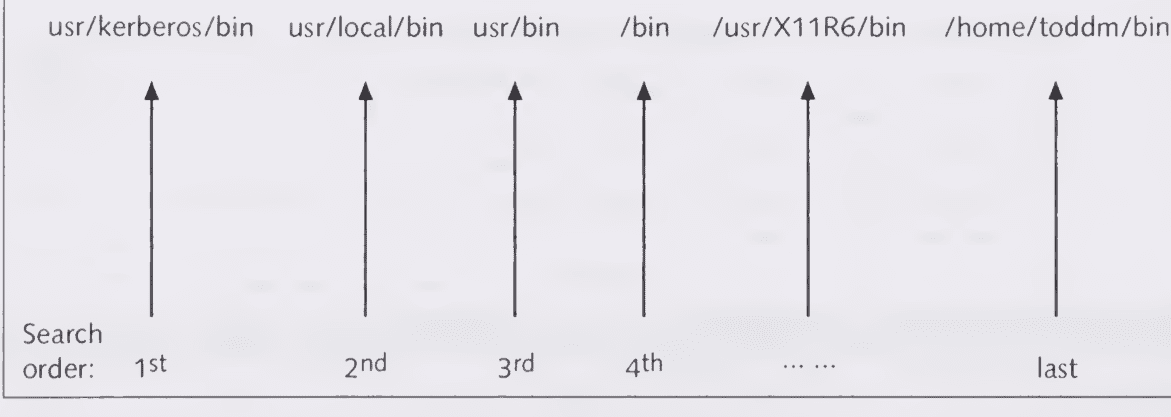 usr/kerberos/bin usr/local/bin usr/bin /bin /usr/X11R6/bin /home/toddm/bin
Search
order: 1st 2nd 3rd 4th ... ... last